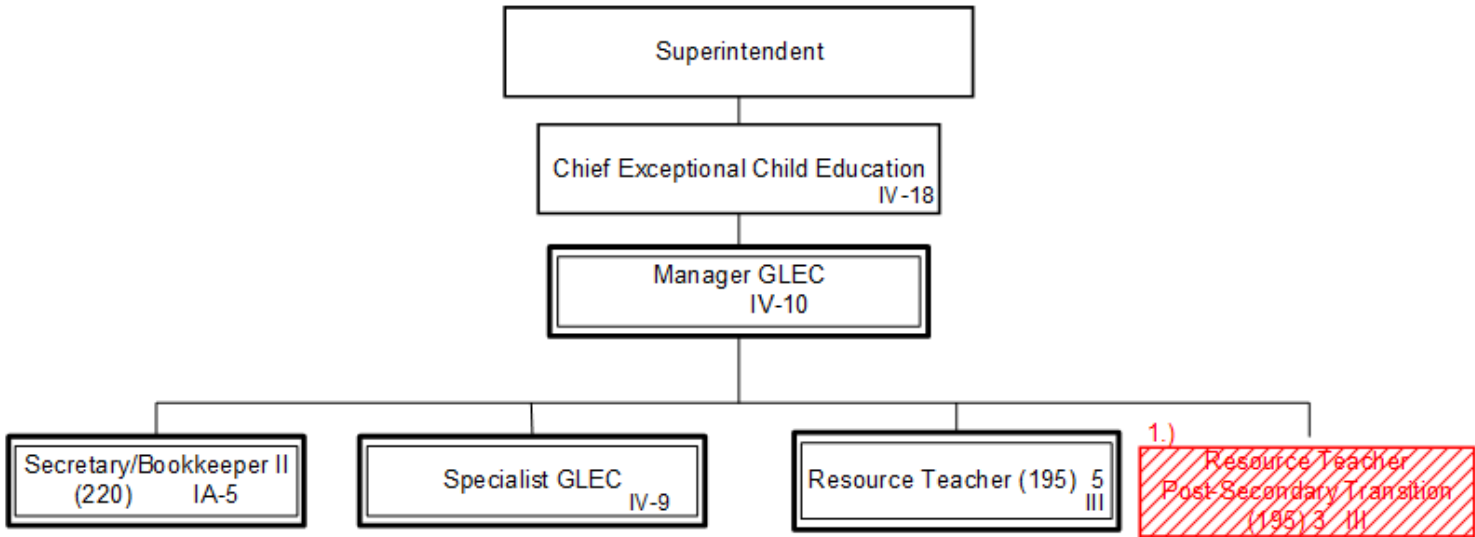 Superintendent
Chief Exceptional Child Education
IV-18
Manager GLEC
IV-10
Secretary/Bookkeeper II
(220) IA-5
Specialist GLEC
IV-9
Resource Teacher (195) 5
III
1.)
Resource Teacher
Post-Secondary Transition
(195) 3 III